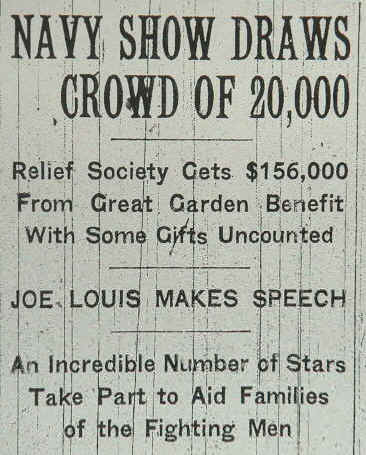 NAVY SHOW DRAWS
CROWD OF 20,000
Relief Society Gets $156,000
From Great Garden Benefit
With Some Gifts Uncounted
JOE LOUIS MAKES SPEECH
An Incredible Number of Stars
Take Part to Aid Families
of the Fighting Men